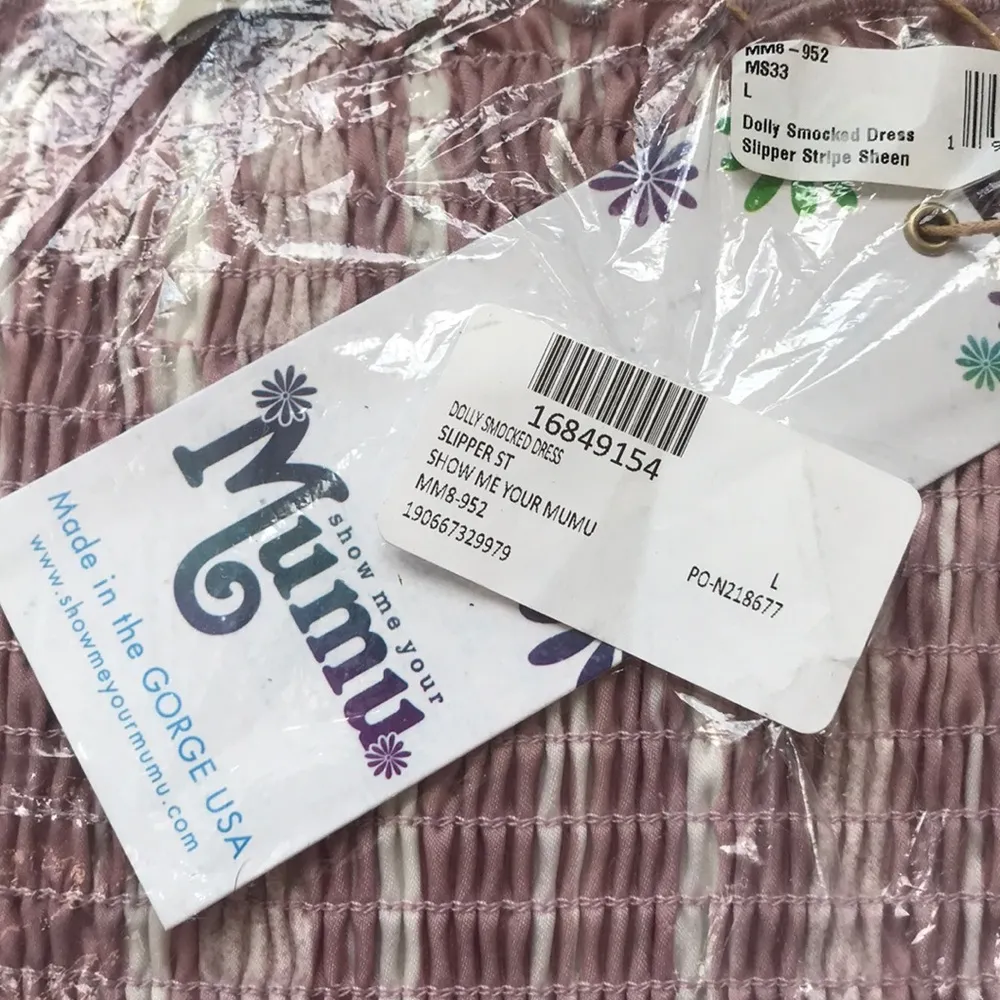 MM8-952
MS33
L
Dolly Smocked Dress
Slipper Stripe Sheen
1
16849154
DOLLY SMOCKED DRESS
SLIPPER ST
SHOW ME YOUR MUMU
MM8-952
190667329979
L
PO-N218677
show me your
Mumu
Made in the GORGE USA
www.showmeyourmumu.com